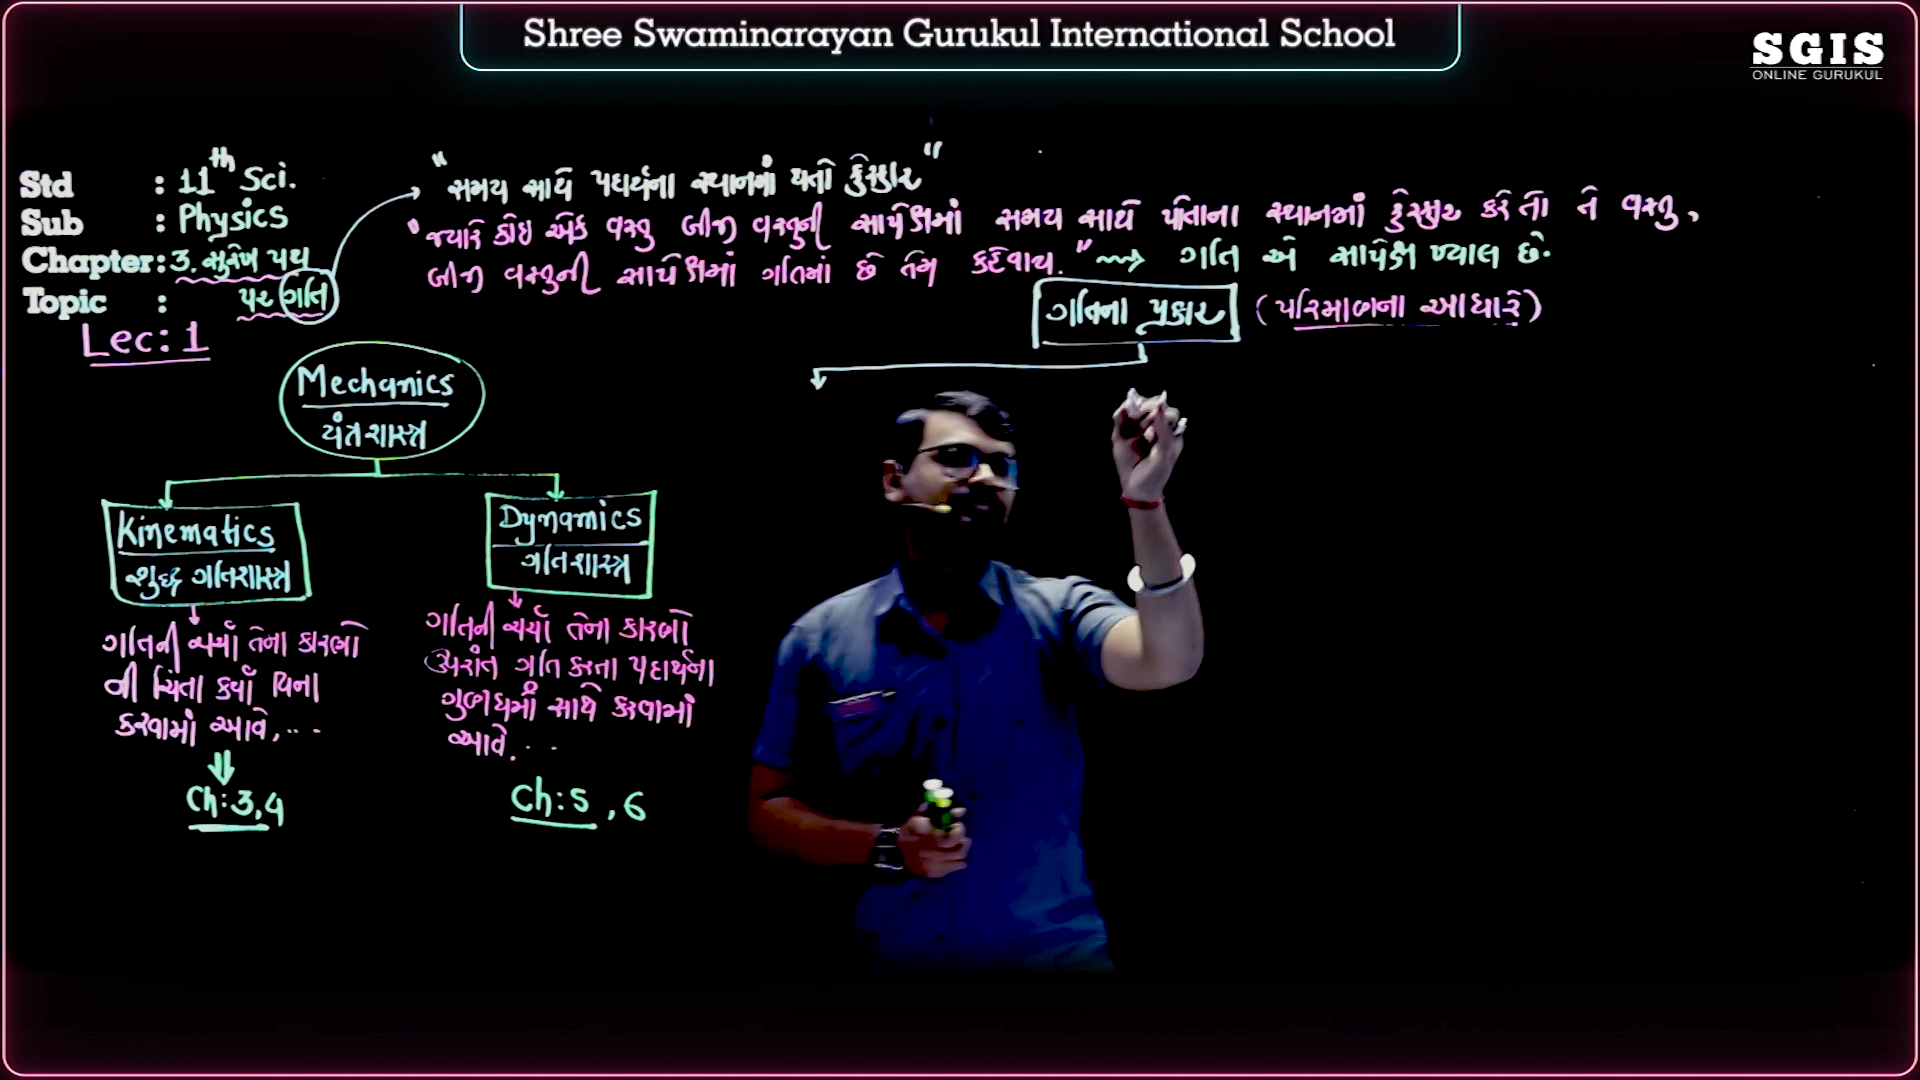 Shree Swaminarayan Gurukul International School
SGIS
ONLINE GURUKUL
Std : 11th Sci.
Sub : Physics
Chapter : 3. સુરેખ પથ
Topic : પર ગતિ
Lec: 1
"સમય સાથે પદાર્થના સ્થાનમાં થતો ફેરફાર"
"જ્યારે કોઇ એક વસ્તુ બીજી વસ્તુની સાપેક્ષમાં સમય સાથે પોતાના સ્થાનમાં ફેરફાર કરે તો તે વસ્તુ,
બીજી વસ્તુની સાપેક્ષમાં ગતિમાં છે તેમ કહેવાય." ⇝ ગતિ એ સાપેક્ષ ખ્યાલ છે.
ગતિના પ્રકાર (પરિમાણના આધારે)
Mechanics
યંત્રશાસ્ત્ર
Kinematics
શુદ્ધ ગતિશાસ્ત્ર
ગતિની ચર્ચા તેના કારણો
ની ચિંતા કર્યા વિના
કરવામાં આવે,...
Ch: 3,4
Dynamics
ગતિશાસ્ત્ર
ગતિની ચર્ચા તેના કારણો
ઉપરાંત ગતિ કરતા પદાર્થના
ગુણધર્મો સાથે કરવામાં
આવે...
Ch: 5, 6